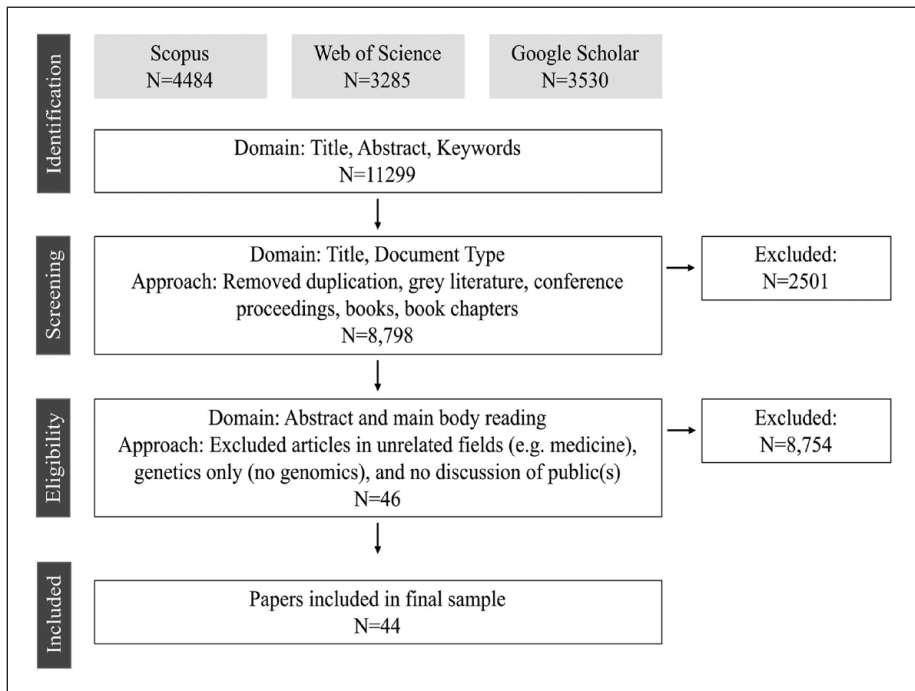 Identification
Scopus
N=4484
Web of Science
N=3285
Google Scholar
N=3530
Domain: Title, Abstract, Keywords
N=11299
Screening
Domain: Title, Document Type
Approach: Removed duplication, grey literature, conference
proceedings, books, book chapters
N=8,798
Excluded:
N=2501
Eligibility
Domain: Abstract and main body reading
Approach: Excluded articles in unrelated fields (e.g. medicine),
genetics only (no genomics), and no discussion of public(s)
N=46
Excluded:
N=8,754
Included
Papers included in final sample
N=44